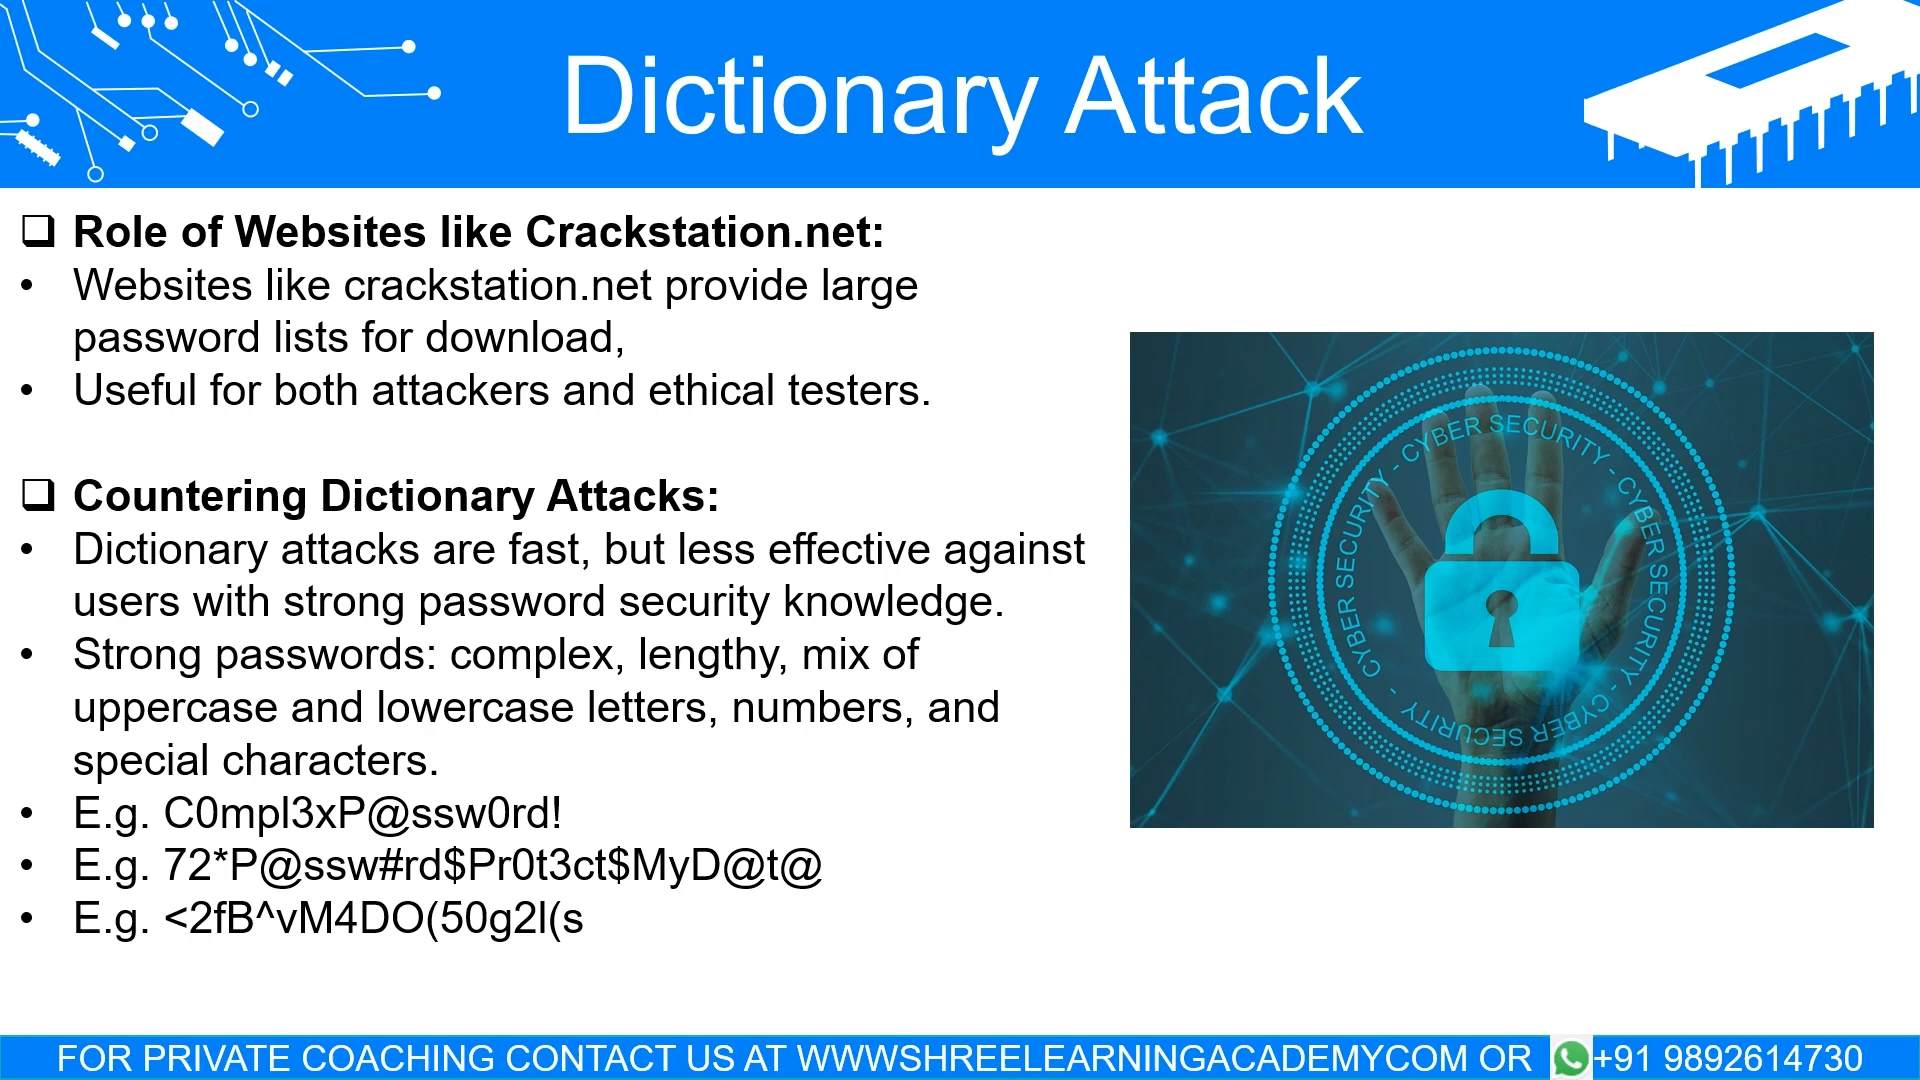 Dictionary Attack
❑ Role of Websites like Crackstation.net:
• Websites like crackstation.net provide large
password lists for download,
• Useful for both attackers and ethical testers.
❑ Countering Dictionary Attacks:
• Dictionary attacks are fast, but less effective against
users with strong password security knowledge.
• Strong passwords: complex, lengthy, mix of
uppercase and lowercase letters, numbers, and
special characters.
• E.g. C0mpl3xP@ssw0rd!
• E.g. 72*P@ssw#rd$Pr0t3ct$MyD@t@
• E.g. <2fB^vM4DO(50g2l(s
CYBER SECURITY - CYBER SECURITY - CYBER SECURITY - CYBER SECURITY -
FOR PRIVATE COACHING CONTACT US AT WWWSHREELEARNINGACADEMYCOM OR +91 9892614730